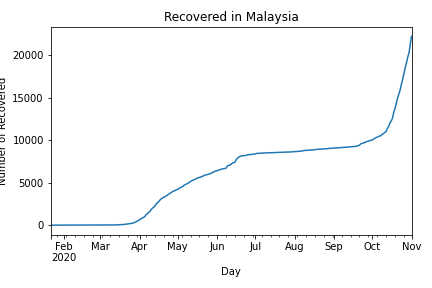 Recovered in Malaysia
Number of Recovered
20000
15000
10000
5000
0
Feb Mar Apr May Jun Jul Aug Sep Oct Nov
2020
Day